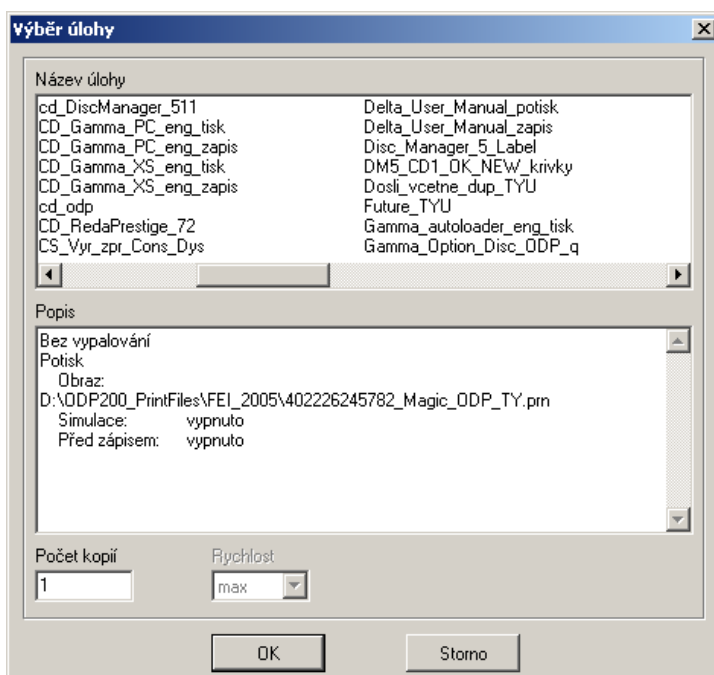 Výběr úlohy
Název úlohy
cd_DiscManager_511
CD_Gamma_PC_eng_tisk
CD_Gamma_PC_eng_zapis
CD_Gamma_XS_eng_tisk
CD_Gamma_XS_eng_zapis
cd_odp
CD_RedaPrestige_72
CS_Vyr_zpr_Cons_Dys
Delta_User_Manual_potisk
Delta_User_Manual_zapis
Disc_Manager_5_Label
DM5_CD1_OK_NEW_krivky
Dosli_vcetne_dup_TYU
Future_TYU
Gamma_autoloader_eng_tisk
Gamma_Option_Disc_ODP_q
Popis
Bez vypalování
Potisk
Obraz:
D:\ODP200_PrintFiles\FEI_2005\402226245782_Magic_ODP_TY.prn
Simulace: vypnuto
Před zápisem: vypnuto
Počet kopií Rychlost
1 max
OK Storno